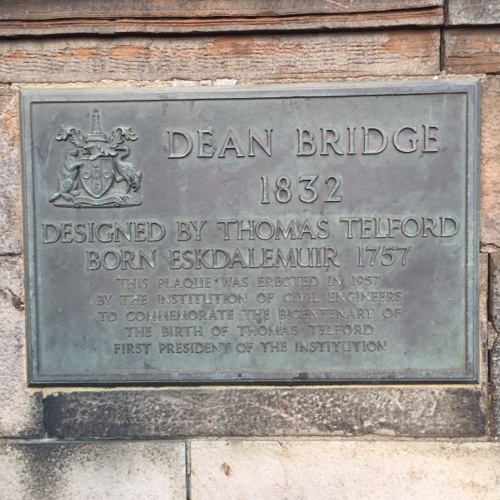 DEAN BRIDGE
1832
DESIGNED BY THOMAS TELFORD
BORN ESKDALEMUIR 1757
THIS PLAQUE WAS ERECTED IN 1957
BY THE INSTITUTION OF CIVIL ENGINEERS
TO COMMEMORATE THE BICENTENARY OF
THE BIRTH OF THOMAS TELFORD
FIRST PRESIDENT OF THE INSTITUTION